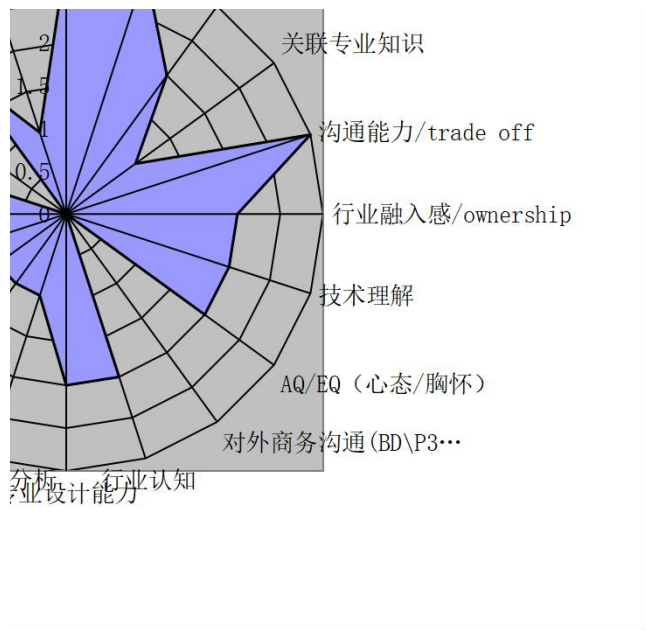 2
关联专业知识
1.5
1
沟通能力/trade off
0.5
0
行业融入感/ownership
技术理解
AQ/EQ（心态/胸怀）
对外商务沟通(BD\P3…
分析
行业认知
业设计能力